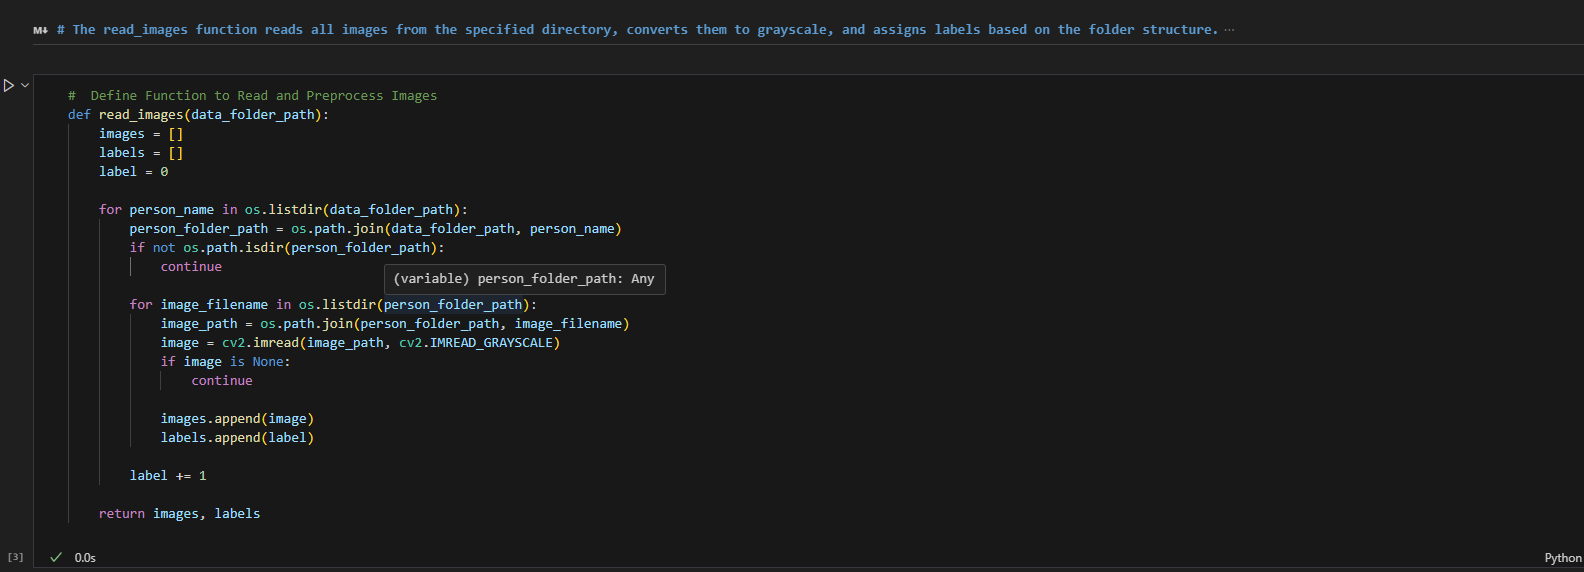 M↓ # The read_images function reads all images from the specified directory, converts them to grayscale, and assigns labels based on the folder structure. ...
#  Define Function to Read and Preprocess Images
def read_images(data_folder_path):
    images = []
    labels = []
    label = 0
    for person_name in os.listdir(data_folder_path):
        person_folder_path = os.path.join(data_folder_path, person_name)
        if not os.path.isdir(person_folder_path):
            continue
(variable) person_folder_path: Any
        for image_filename in os.listdir(person_folder_path):
            image_path = os.path.join(person_folder_path, image_filename)
            image = cv2.imread(image_path, cv2.IMREAD_GRAYSCALE)
            if image is None:
                continue
            images.append(image)
            labels.append(label)
        label += 1
    return images, labels
[3] 0.0s Python